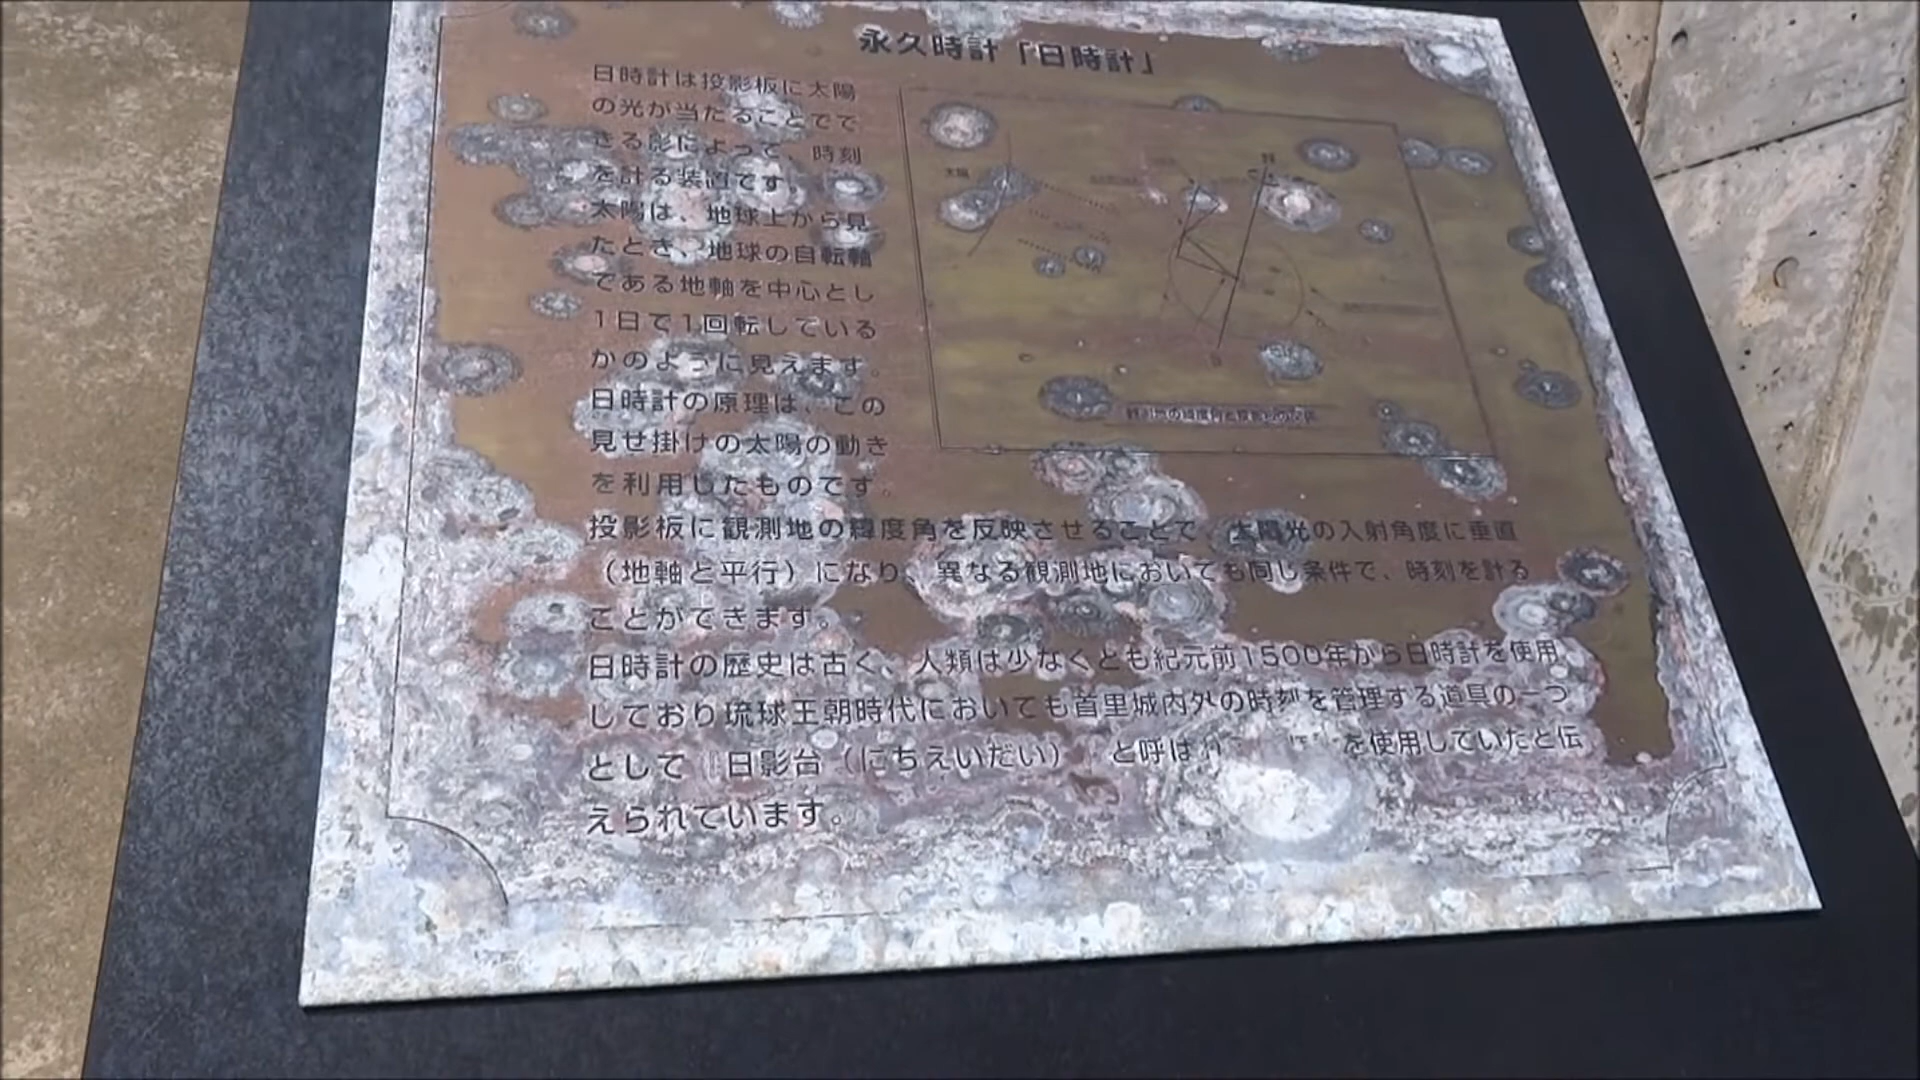 永久時計「日時計」
日時計は投影板に太陽
の光が当たることでで
きる影によって、時刻
を計る装置です。
太陽は、地球上から見
たとき、地球の自転軸
である地軸を中心とし
1日で1回転している
かのように見えます。
日時計の原理は、この
見せ掛けの太陽の動き
を利用したものです。
太陽
投影板に観測地の緯度角を反映させることで、太陽光の入射角度に垂直
（地軸と平行）になり、異なる観測地においても同じ条件で、時刻を計る
ことができます。
日時計の歴史は古く、人類は少なくとも紀元前1500年から日時計を使用
しており琉球王朝時代においても首里城内外の時刻を管理する道具の一つ
として「日影台（にちえいだい）」と呼ば を使用していたと伝
えられています。